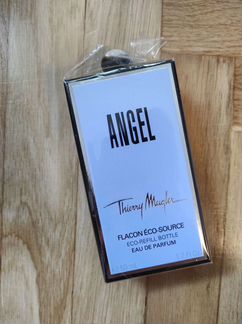 ANGEL
Thierry Mugler
FLACON ÉCO-SOURCE
ECO-REFILL BOTTLE
EAU DE PARFUM